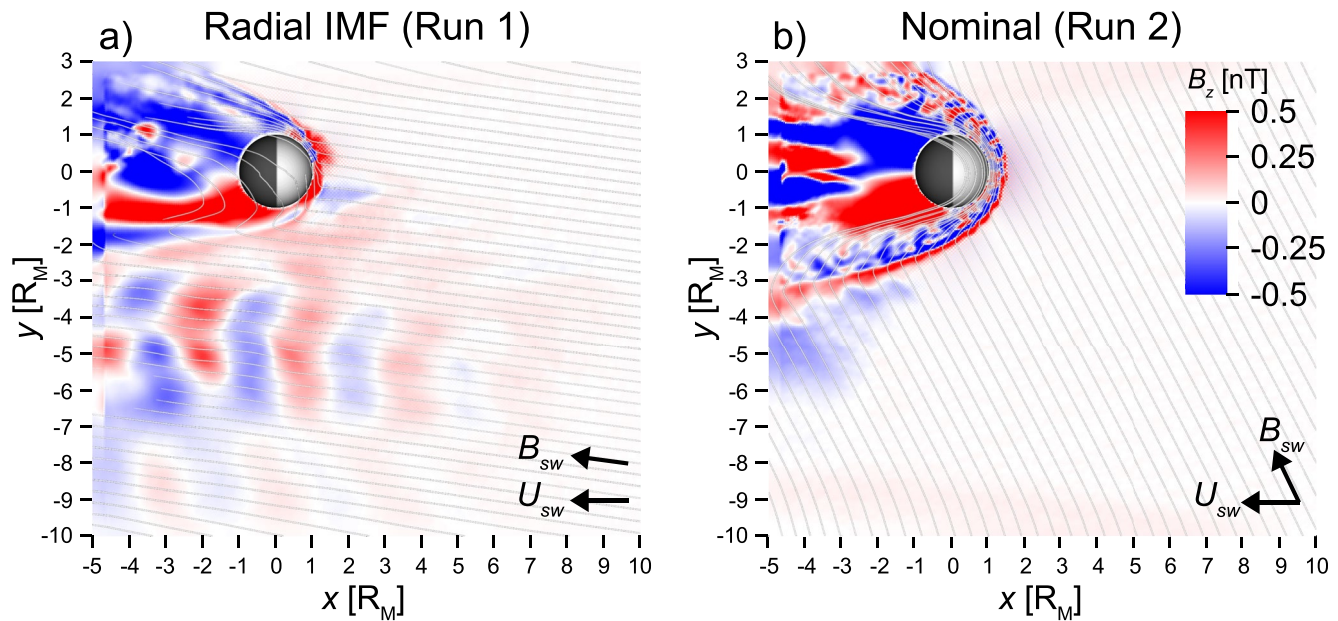 Radial IMF (Run 1)
Nominal (Run 2)
a)
b)
3
2
1
0
-1
-2
-3
-4
-5
-6
-7
-8
-9
-10
y [R_M]
-5 -4 -3 -2 -1 0 1 2 3 4 5 6 7 8 9 10
x [R_M]
B_sw
U_sw
3
2
1
0
-1
-2
-3
-4
-5
-6
-7
-8
-9
-10
y [R_M]
-5 -4 -3 -2 -1 0 1 2 3 4 5 6 7 8 9 10
x [R_M]
B_z [nT]
0.5
0.25
0
-0.25
-0.5
B_sw
U_sw